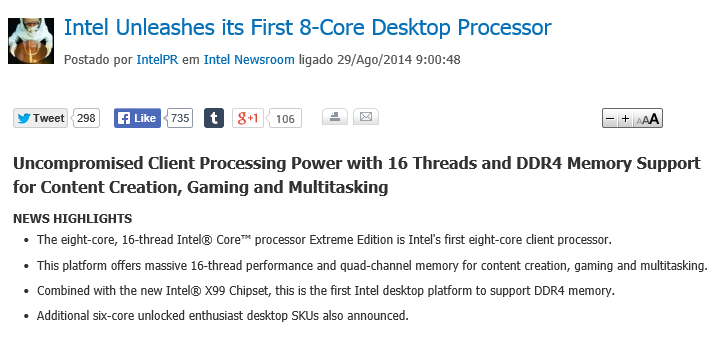 Intel Unleashes its First 8-Core Desktop Processor
Postado por IntelPR em Intel Newsroom ligado 29/Ago/2014 9:00:48
Tweet 298 f Like 735 t g+1 106 − + AAA
Uncompromised Client Processing Power with 16 Threads and DDR4 Memory Support
for Content Creation, Gaming and Multitasking
NEWS HIGHLIGHTS
• The eight-core, 16-thread Intel® Core™ processor Extreme Edition is Intel's first eight-core client processor.
• This platform offers massive 16-thread performance and quad-channel memory for content creation, gaming and multitasking.
• Combined with the new Intel® X99 Chipset, this is the first Intel desktop platform to support DDR4 memory.
• Additional six-core unlocked enthusiast desktop SKUs also announced.